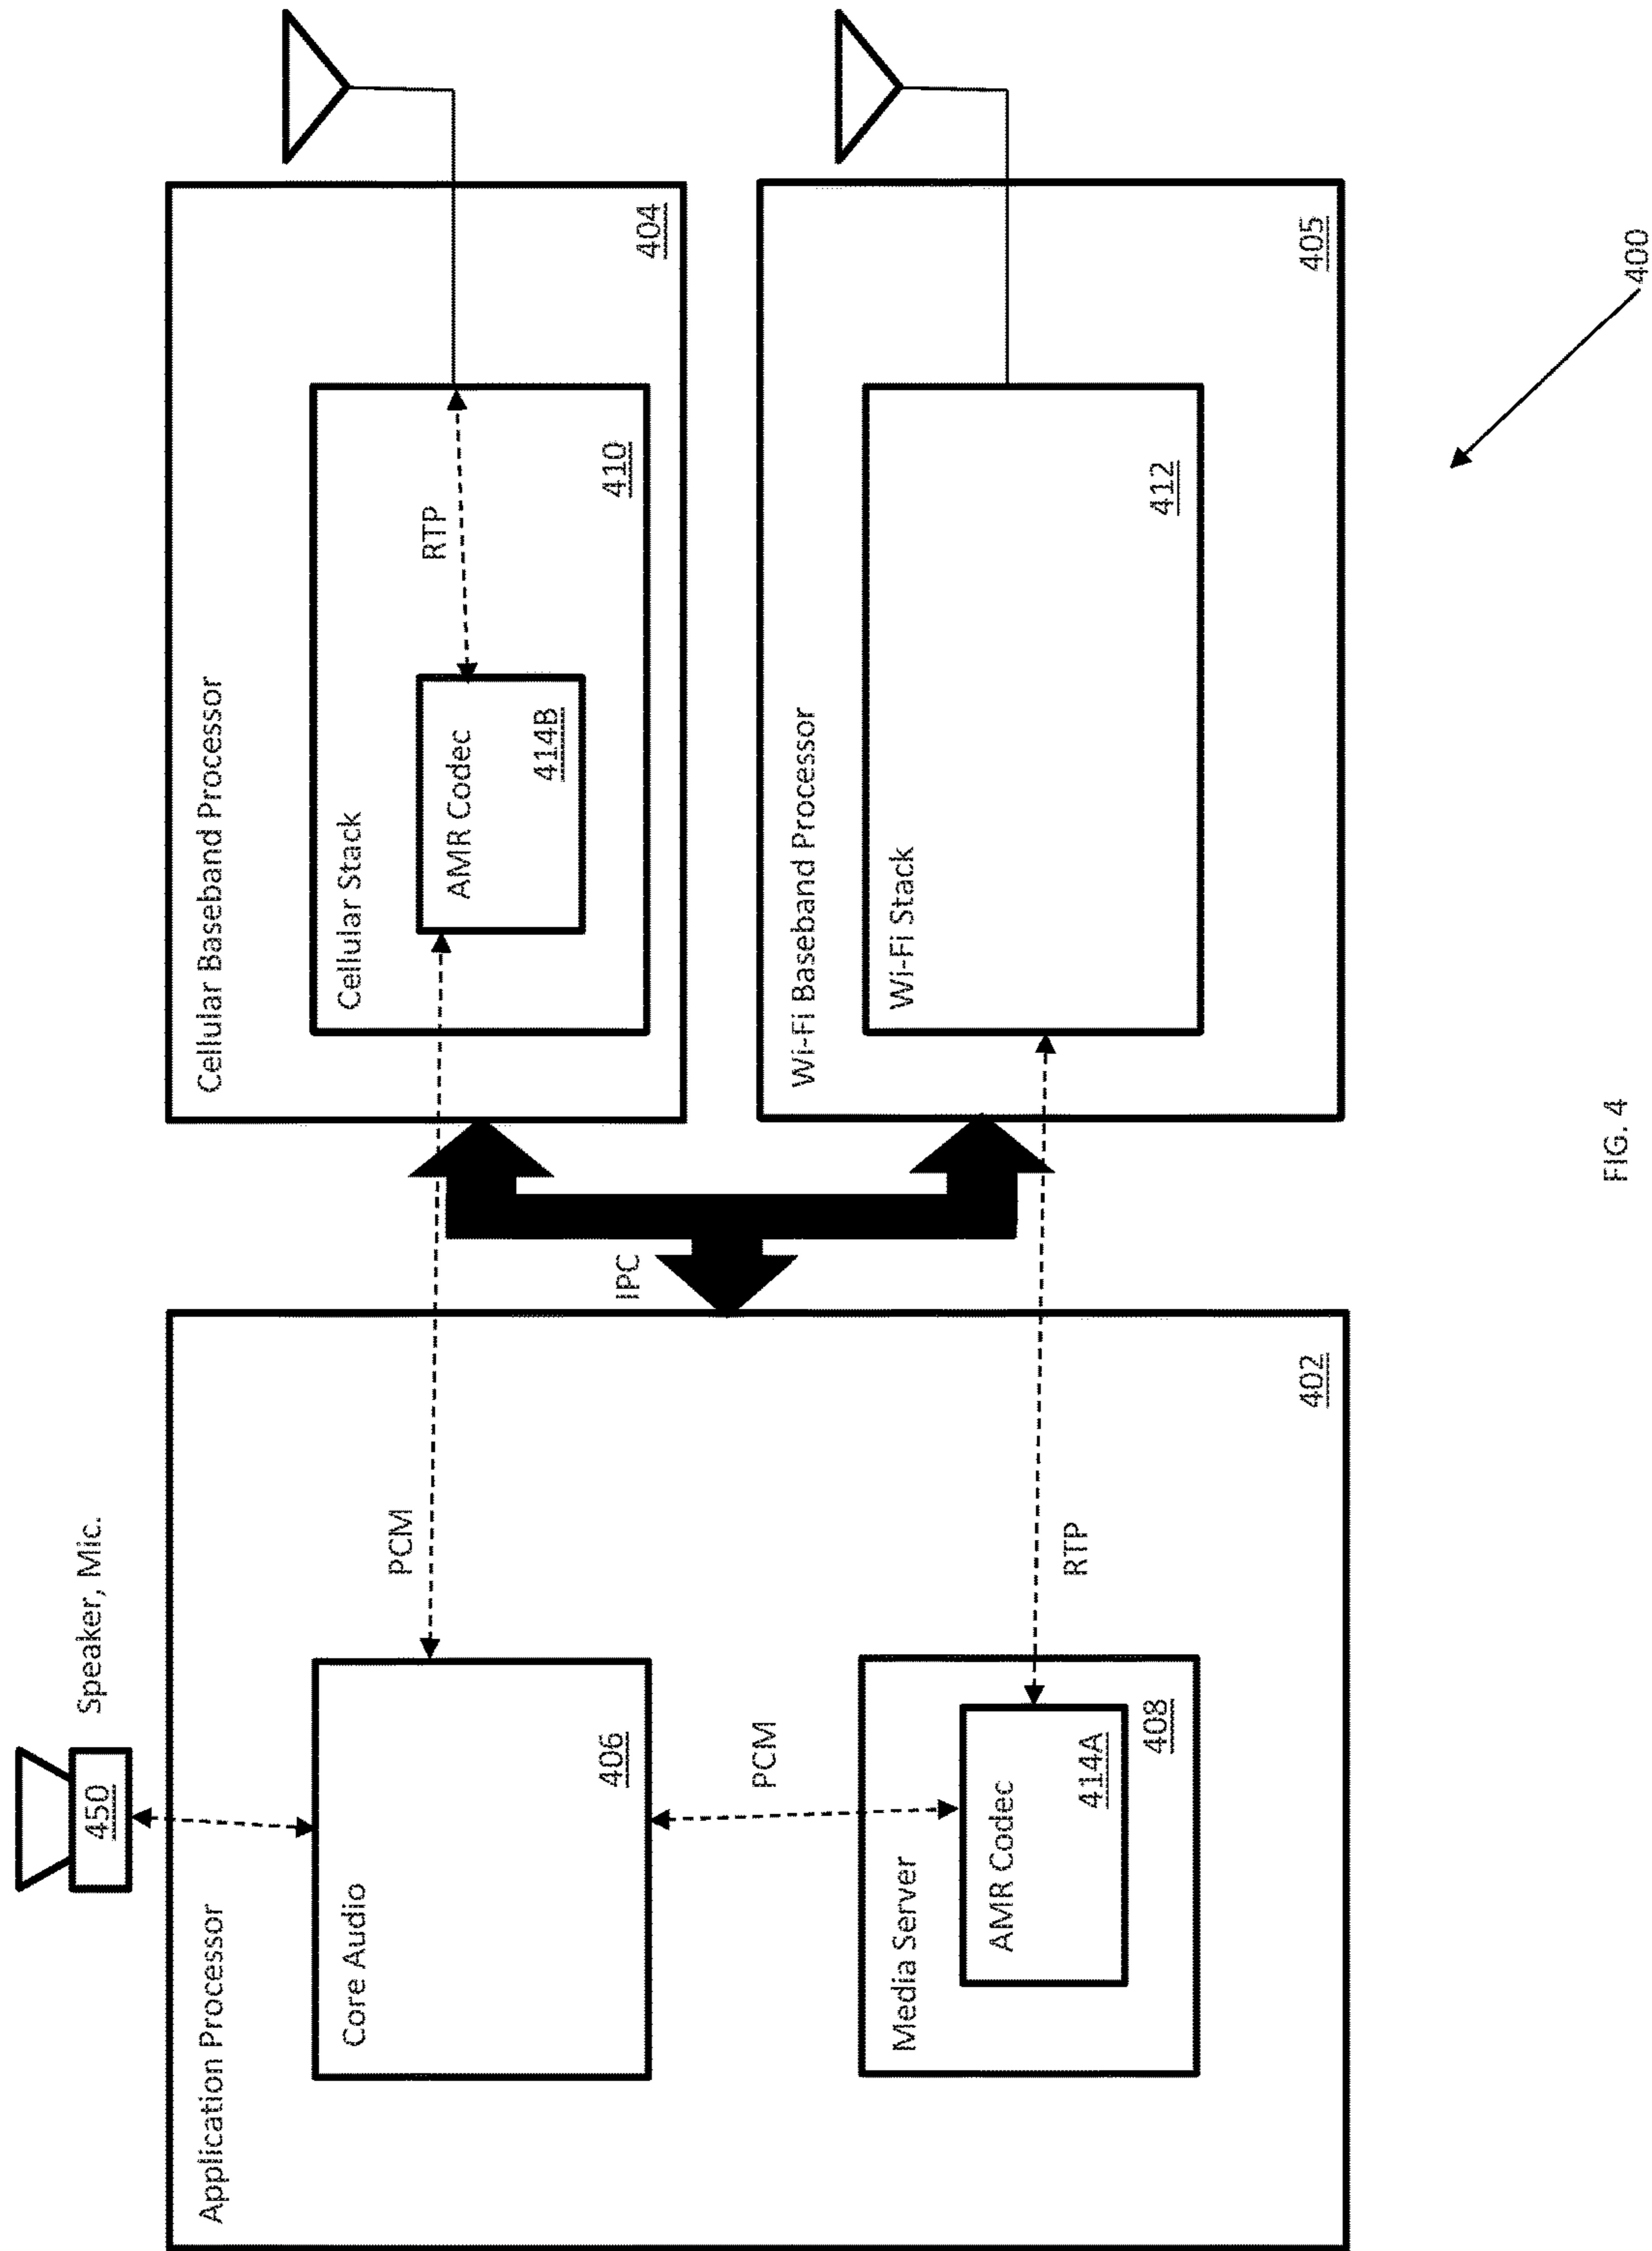 Speaker, Mic.
450
Application Processor
Core Audio
406
PCM
Media Server
AMR Codec
414A
408
402
PCM
RTP
IPC
Cellular Baseband Processor
Cellular Stack
AMR Codec
414B
RTP
410
404
Wi-Fi Baseband Processor
Wi-Fi Stack
412
405
400
FIG. 4